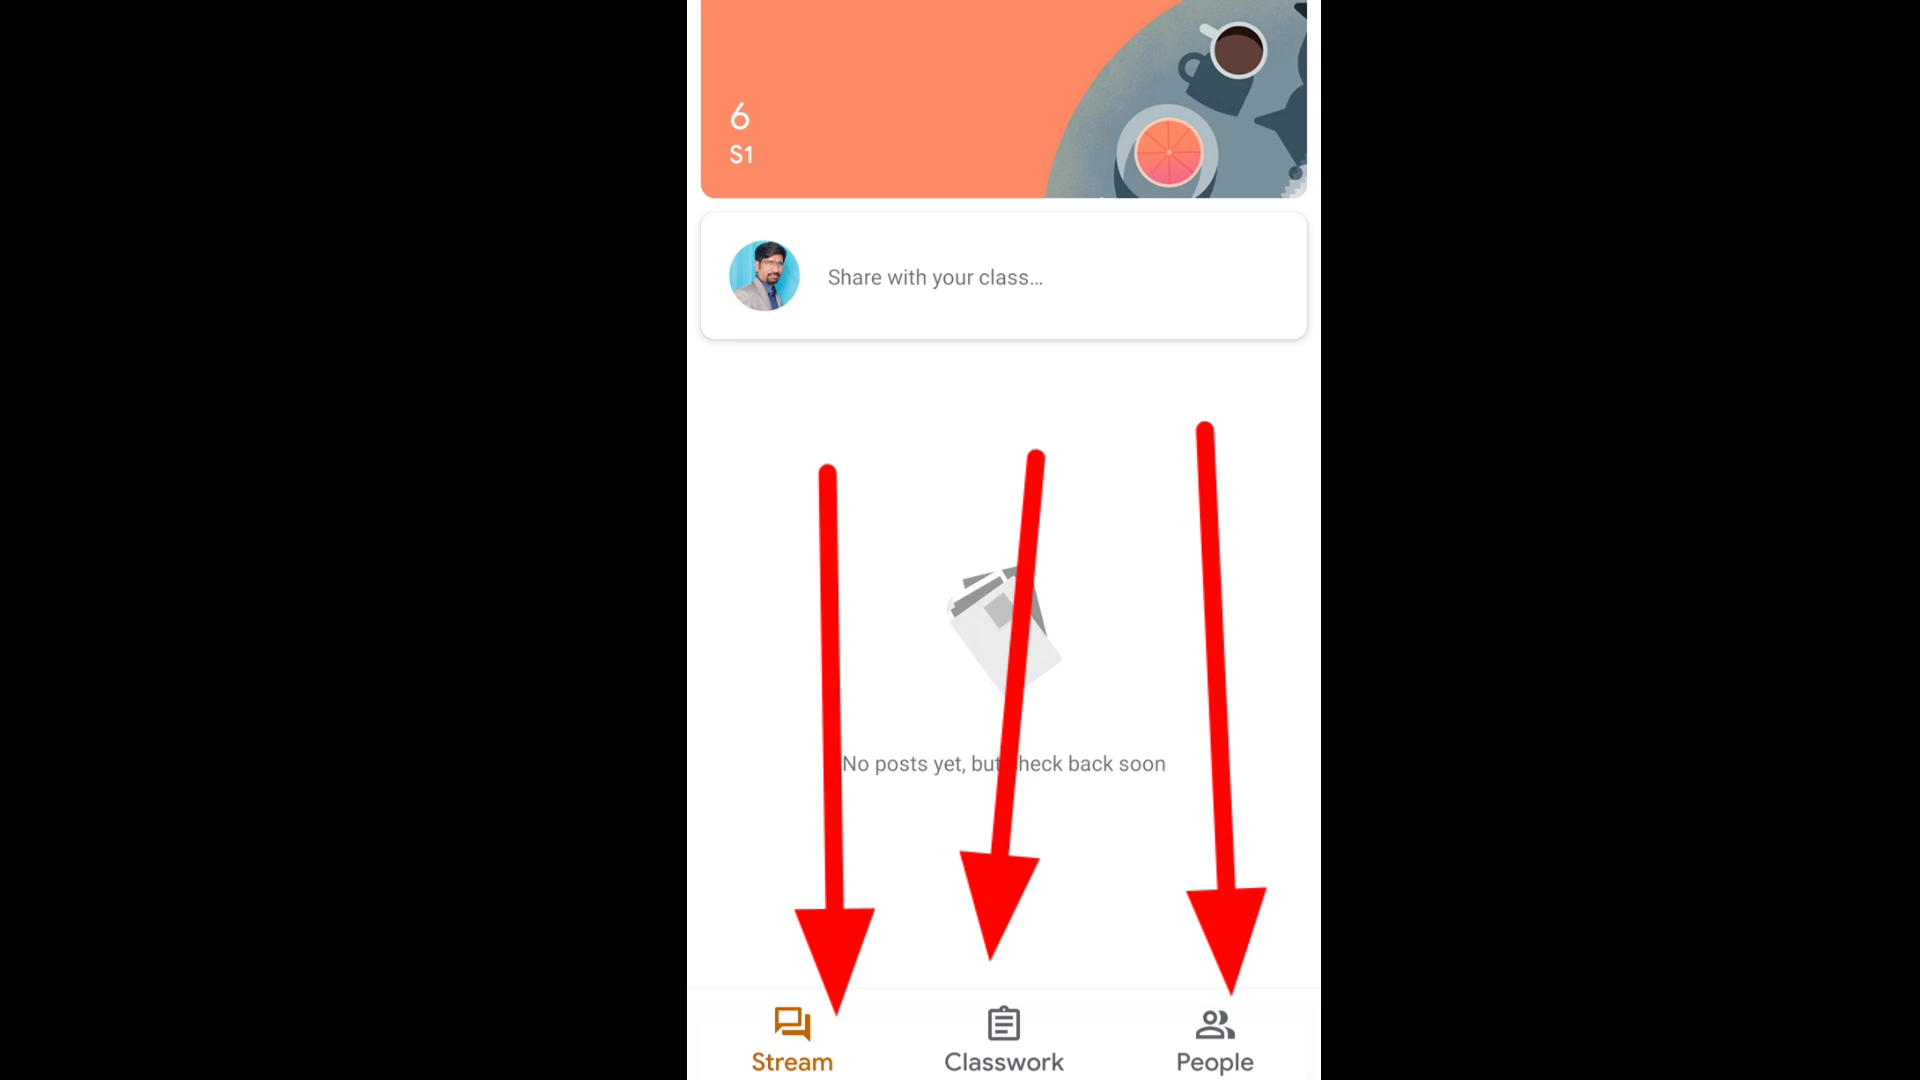 6
S1
Share with your class...
No posts yet, but heck back soon
Stream
Classwork
People